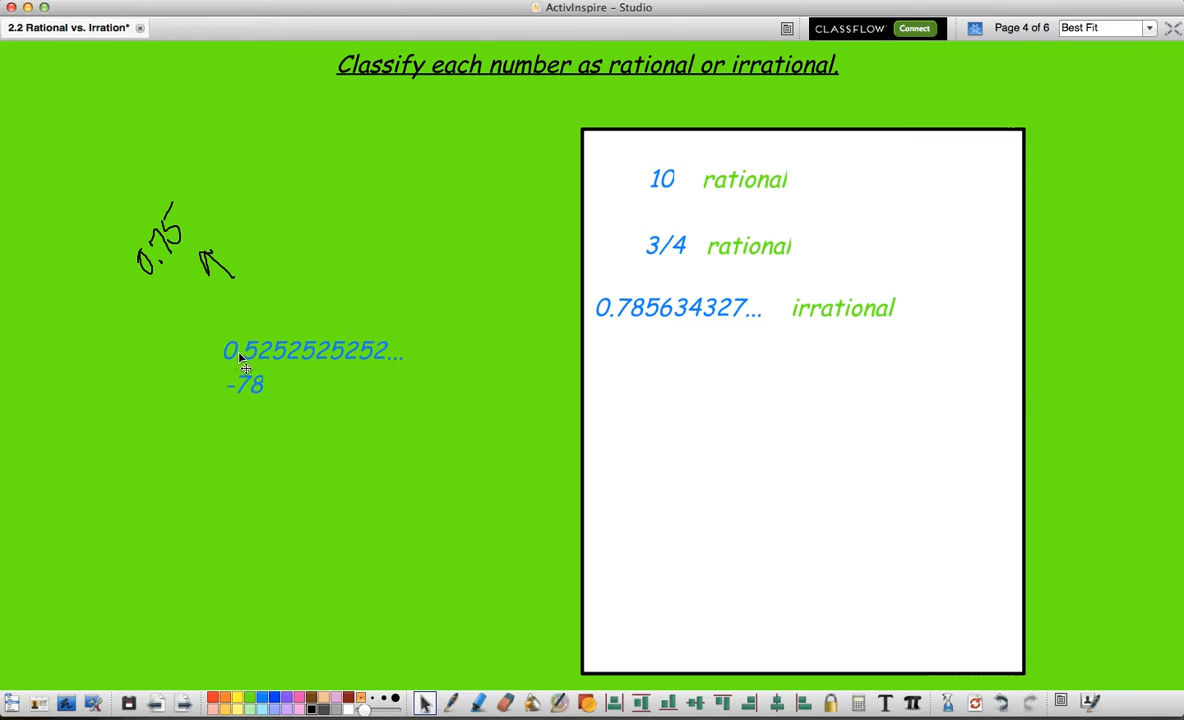 ActivInspire - Studio
2.2 Rational vs. Irration*
CLASSFLOW Connect
Page 4 of 6
Best Fit
Classify each number as rational or irrational.
10 rational
3/4 rational
0.785634327... irrational
0.75
0.5252525252...
-78